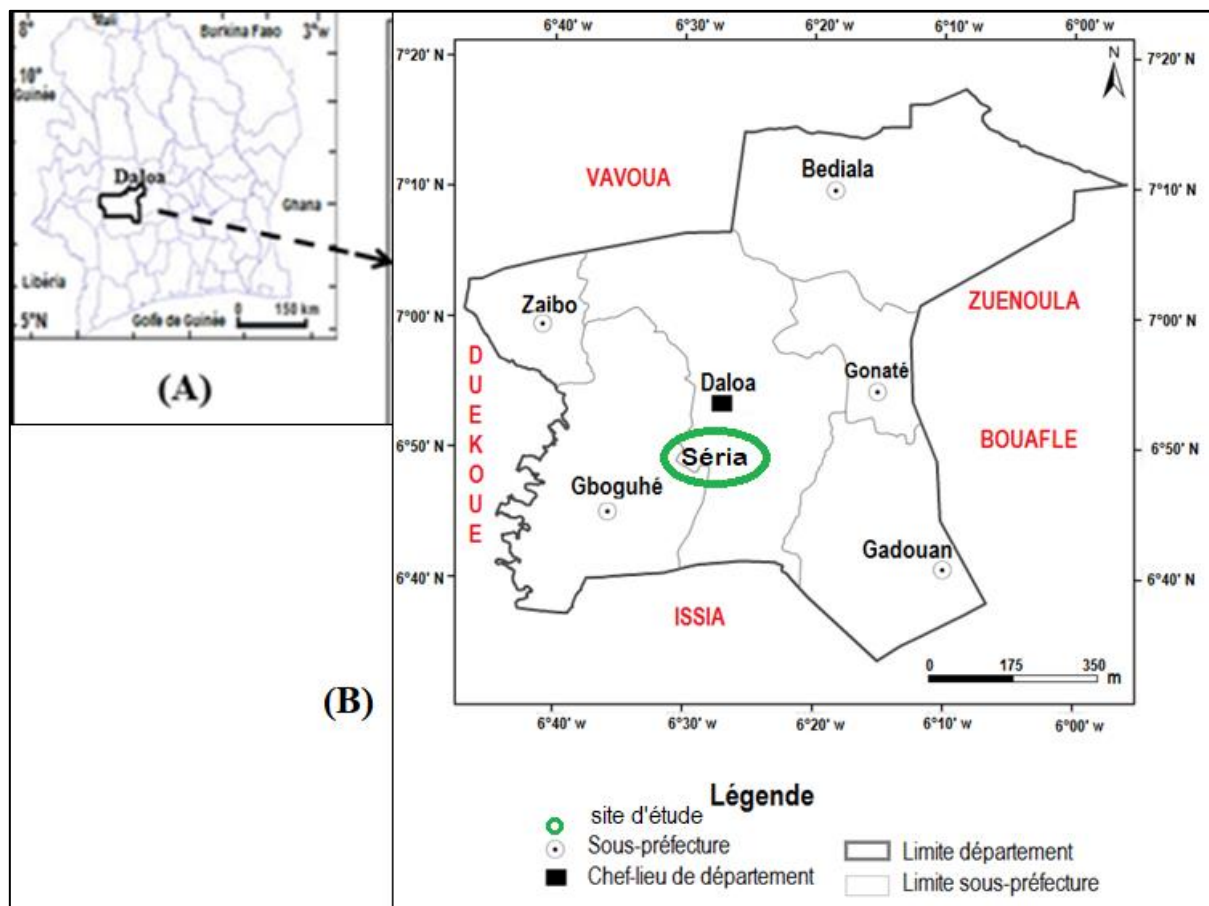 8°
Mali
Burkina Faso
3°w
10°
Guinée
Daloa
Ghana
Libéria
0 150 km
5°N
Golfe de Guinée
(A)
(B)
6°40' W 6°30' W 6°20' W 6°10' W 6°00' W
7°20' N
7°20' N
N
7°10' N
7°10' N
7°00' N
7°00' N
6°50' N
6°50' N
6°40' N
6°40' N
VAVOUA
Bediala
ZUENOULA
Zaibo
DUEKOUE
Daloa
Gonaté
BOUAFLE
Séria
Gboguhé
Gadouan
ISSIA
0 175 350
m
6°40' W 6°30' W 6°20' W 6°10' W 6°00' W
Légende
site d'étude
Sous-préfecture
Chef-lieu de département
Limite département
Limite sous-préfecture